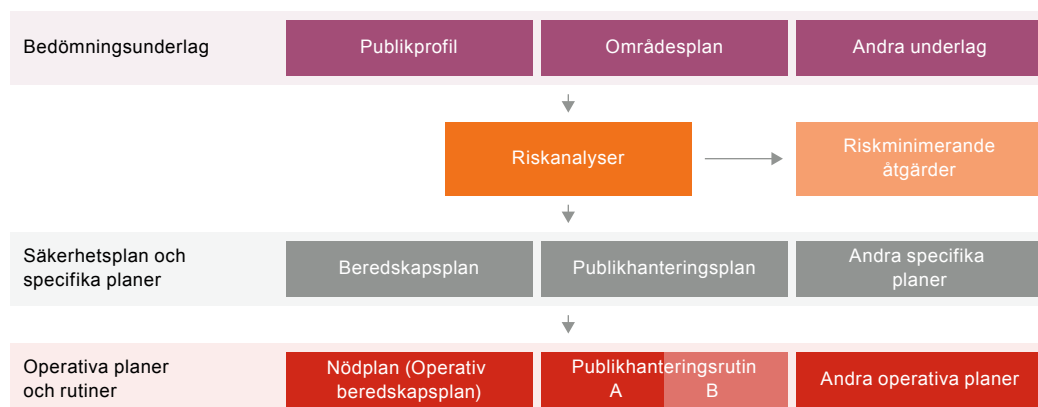 Bedömningsunderlag
Publikprofil
Områdesplan
Andra underlag
Riskanalyser
Riskminimerande
åtgärder
Säkerhetsplan och
specifika planer
Beredskapsplan
Publikhanteringsplan
Andra specifika
planer
Operativa planer
och rutiner
Nödplan (Operativ
beredskapsplan)
Publikhanteringsrutin
A B
Andra operativa planer